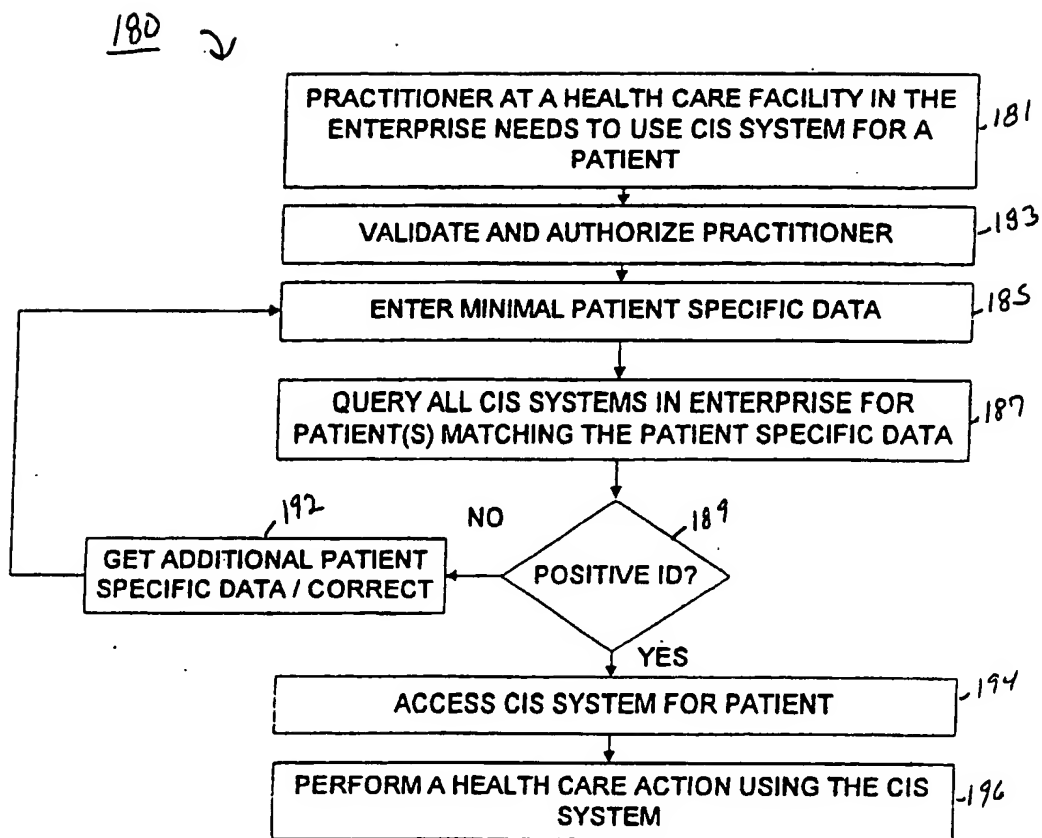 180
PRACTITIONER AT A HEALTH CARE FACILITY IN THE
ENTERPRISE NEEDS TO USE CIS SYSTEM FOR A
PATIENT
181
VALIDATE AND AUTHORIZE PRACTITIONER
183
ENTER MINIMAL PATIENT SPECIFIC DATA
185
QUERY ALL CIS SYSTEMS IN ENTERPRISE FOR
PATIENT(S) MATCHING THE PATIENT SPECIFIC DATA
187
189
POSITIVE ID?
NO
192
GET ADDITIONAL PATIENT
SPECIFIC DATA / CORRECT
YES
ACCESS CIS SYSTEM FOR PATIENT
194
PERFORM A HEALTH CARE ACTION USING THE CIS
SYSTEM
196